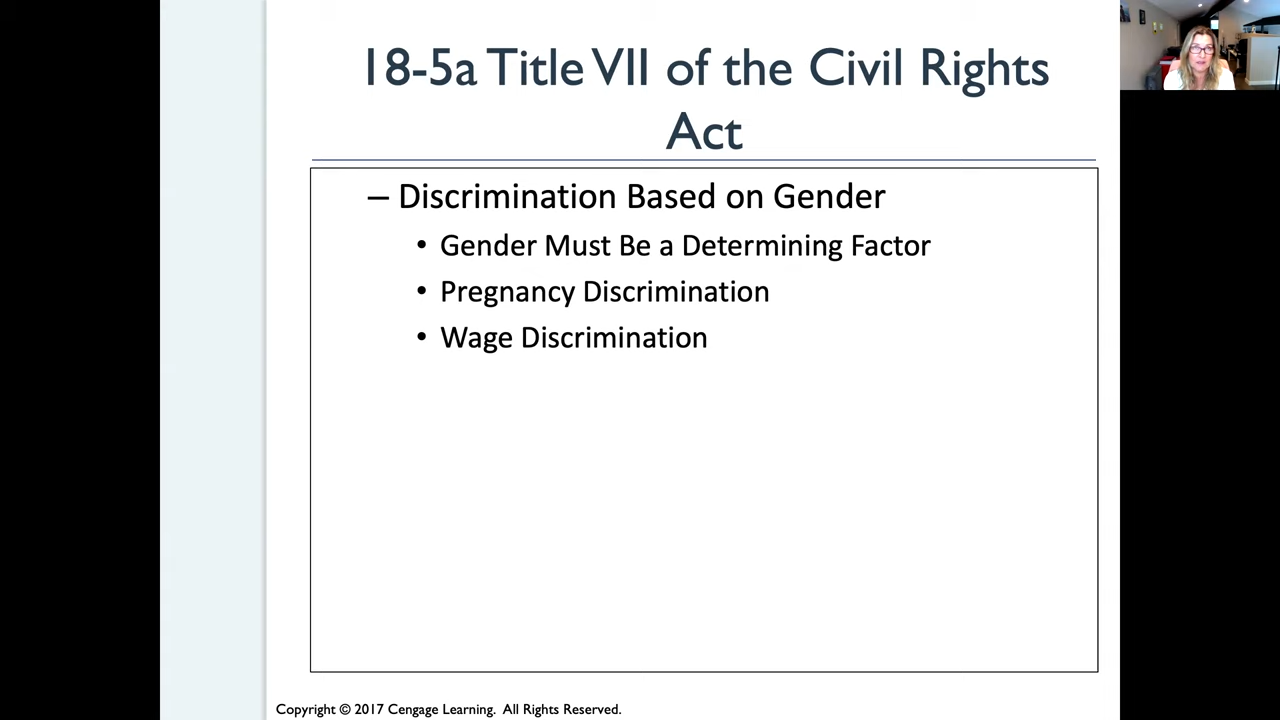 18-5a Title VII of the Civil Rights
Act
– Discrimination Based on Gender
• Gender Must Be a Determining Factor
• Pregnancy Discrimination
• Wage Discrimination
Copyright © 2017 Cengage Learning. All Rights Reserved.